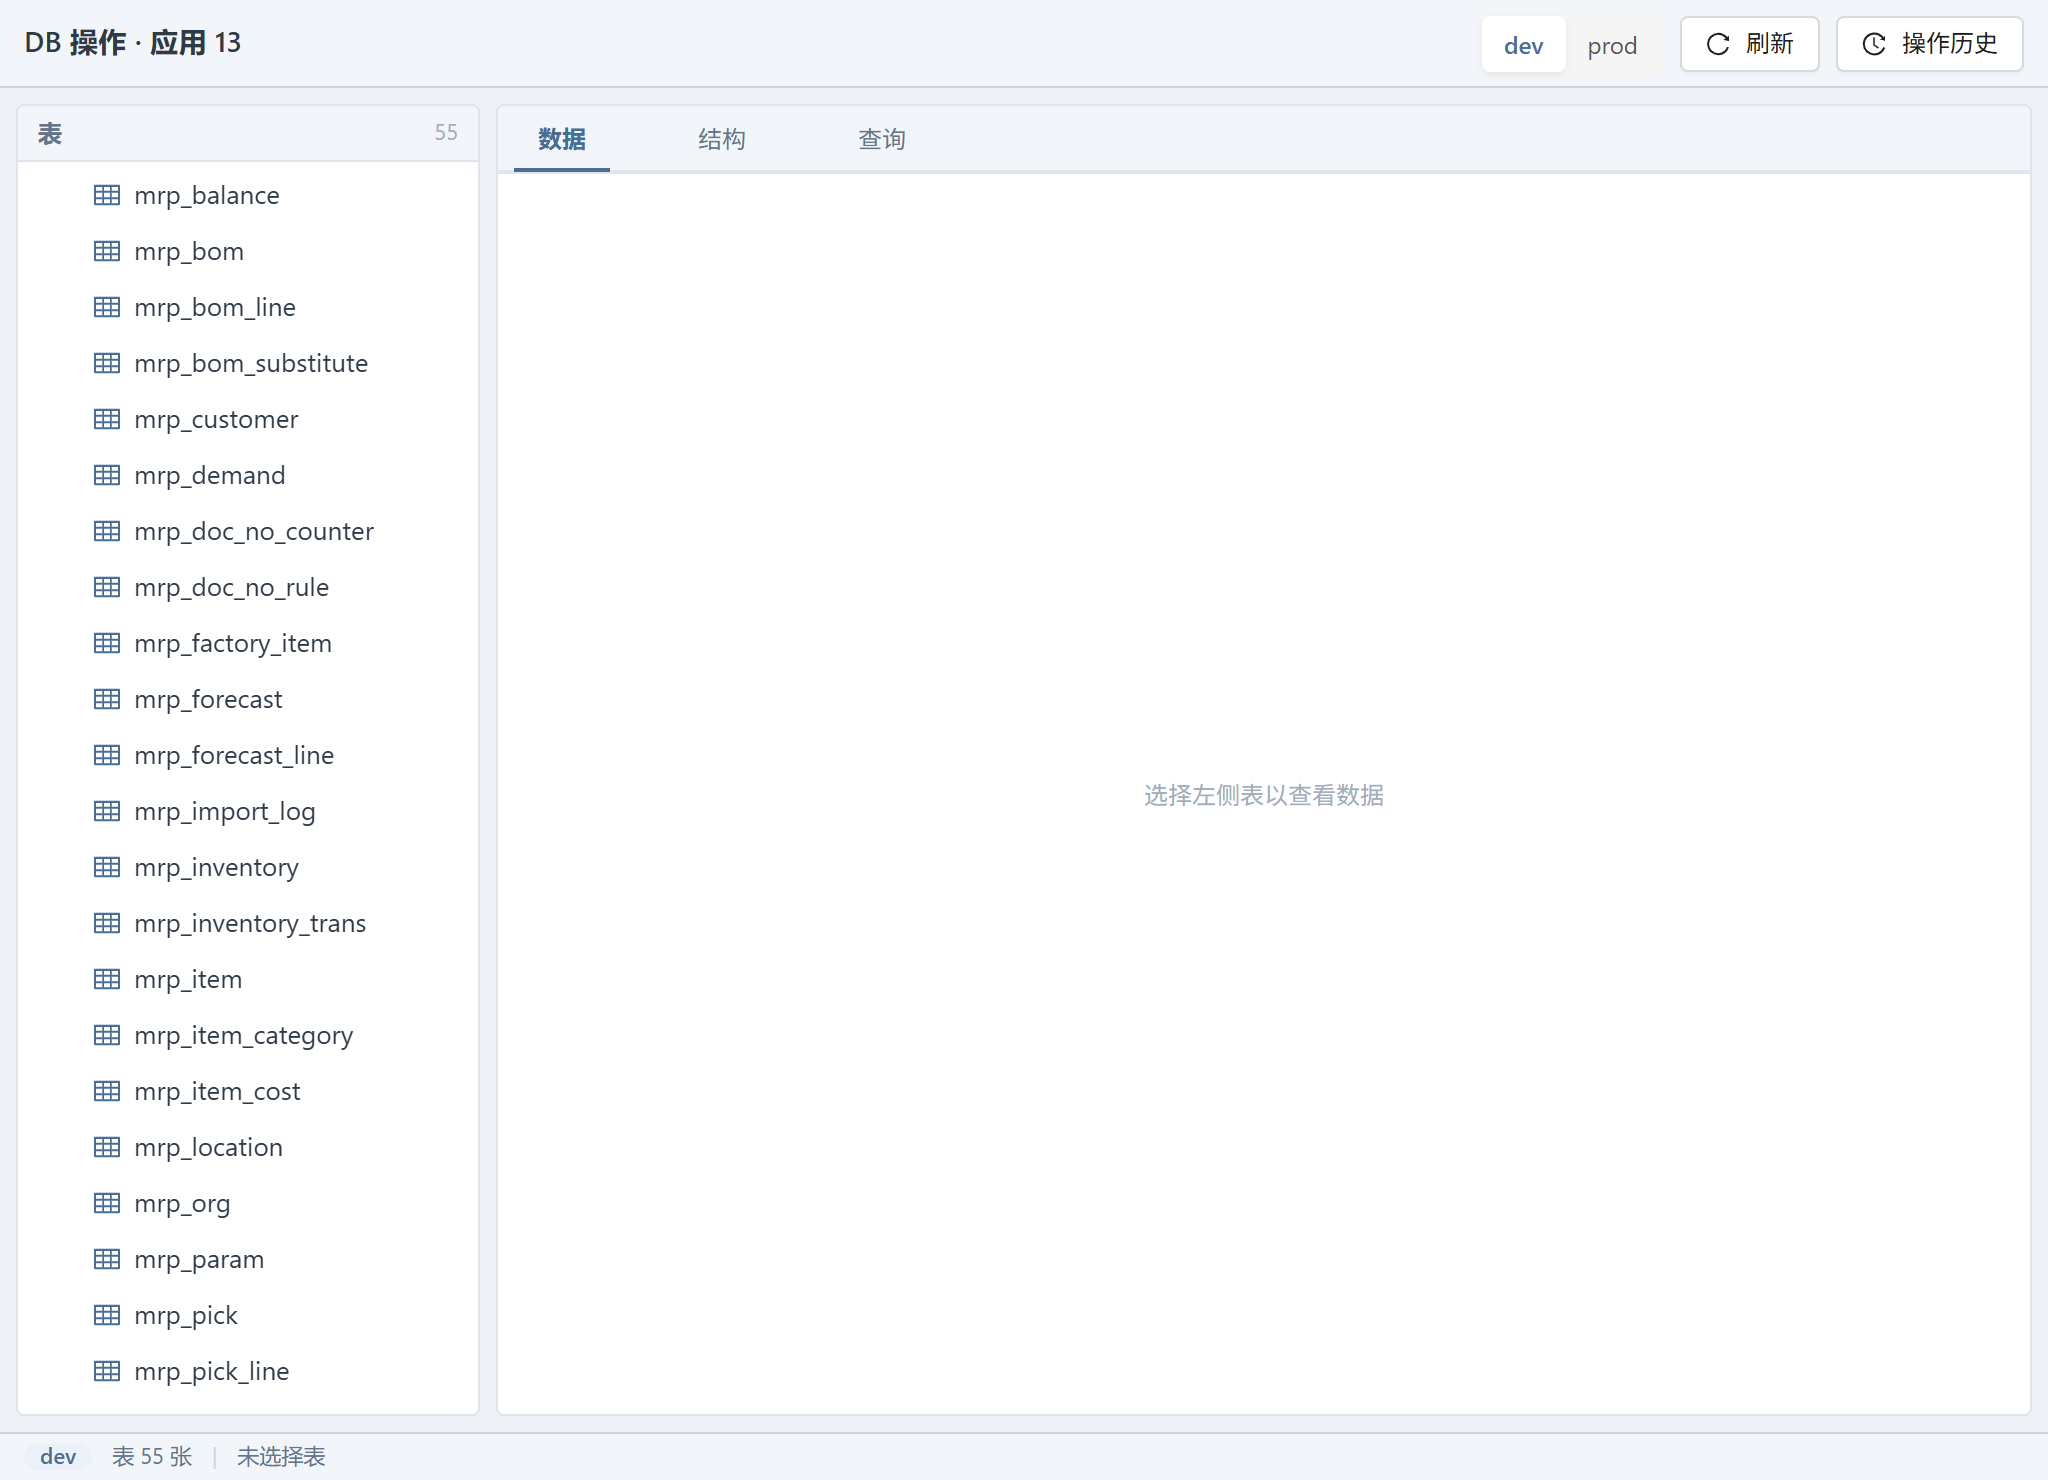 DB 操作 · 应用 13
dev
prod
刷新
操作历史
表
55
mrp_balance
mrp_bom
mrp_bom_line
mrp_bom_substitute
mrp_customer
mrp_demand
mrp_doc_no_counter
mrp_doc_no_rule
mrp_factory_item
mrp_forecast
mrp_forecast_line
mrp_import_log
mrp_inventory
mrp_inventory_trans
mrp_item
mrp_item_category
mrp_item_cost
mrp_location
mrp_org
mrp_param
mrp_pick
mrp_pick_line
数据
结构
查询
选择左侧表以查看数据
dev
表 55 张
未选择表